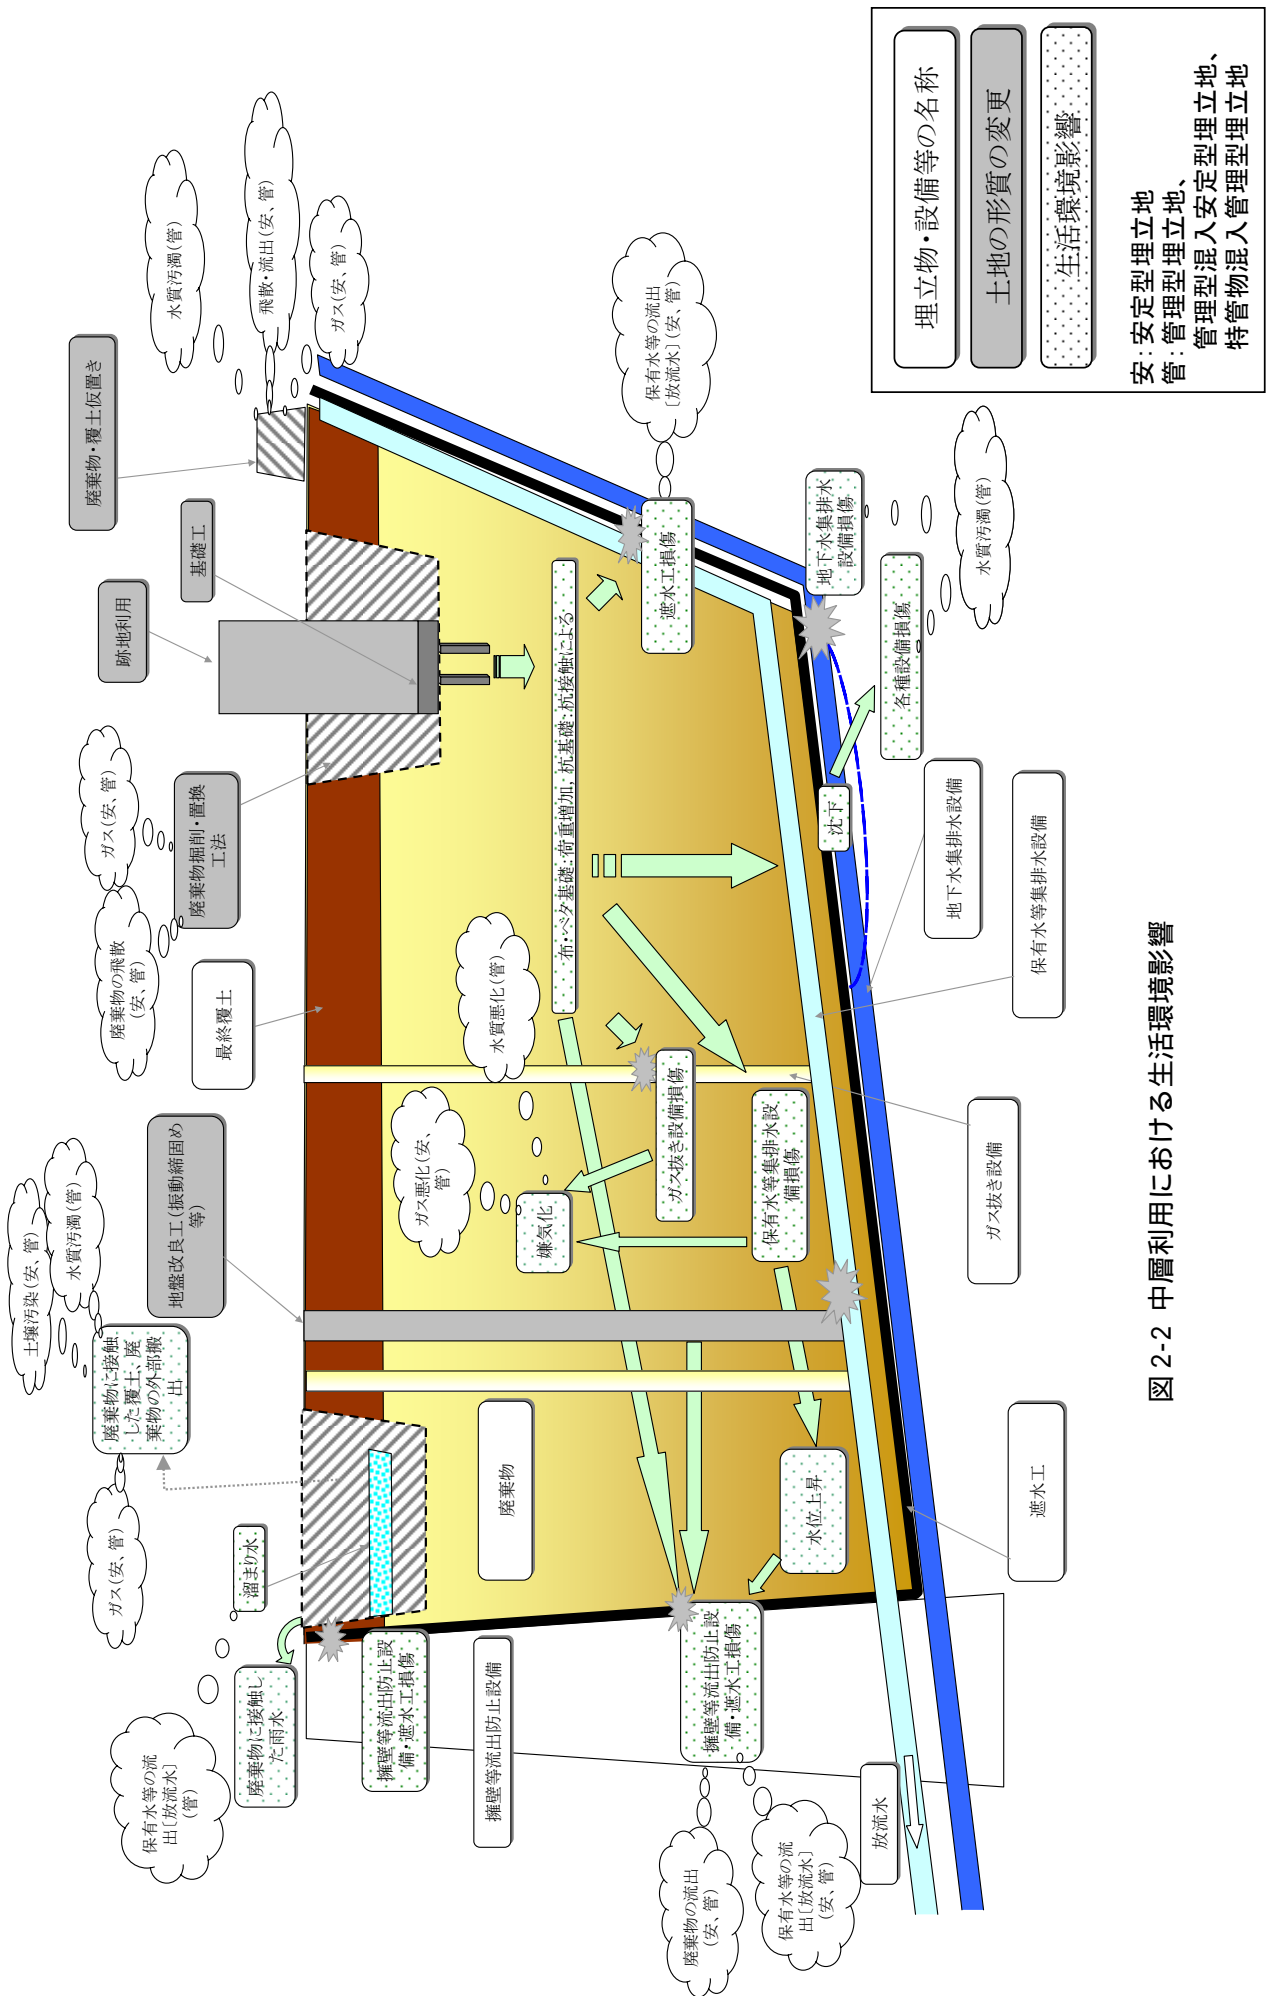 土壌汚染(安、管)
水質汚濁(管)
ガス(安、管)
廃棄物に接触
した覆土、廃
棄物の外部搬
出
地盤改良工(振動締固め
等)
廃棄物の飛散
(安、管)
ガス(安、管)
最終覆土
廃棄物掘削・置換
工法
跡地利用
基礎工
廃棄物・覆土仮置き
水質汚濁(管)
飛散・流出(安、管)
ガス(安、管)
保有水等の流
出〔放流水〕
(管)
溜まり水
廃棄物に接触し
た雨水
擁壁等流出防止設
備・遮水工損傷
擁壁等流出防止設備
廃棄物
ガス悪化(安、
管)
水質悪化(管)
嫌気化
布・ベタ基礎:荷重増加, 杭基礎:杭接触による
ガス抜き設備損傷
保有水等集排水設
備損傷
遮水工損傷
保有水等の流出
〔放流水〕(安、管)
擁壁等流出防止設
備・遮水工損傷
廃棄物の流出
(安、管)
保有水等の流
出〔放流水〕
(安、管)
水位上昇
放流水
沈下
地下水集排水
設備損傷
各種設備損傷
水質汚濁(管)
地下水集排水設備
保有水等集排水設備
ガス抜き設備
遮水工
埋立物・設備等の名称
土地の形質の変更
生活環境影響
安:安定型埋立地
管:管理型埋立地、
管理型混入安定型埋立地、
特管物混入管理型埋立地
図 2-2 中層利用における生活環境影響